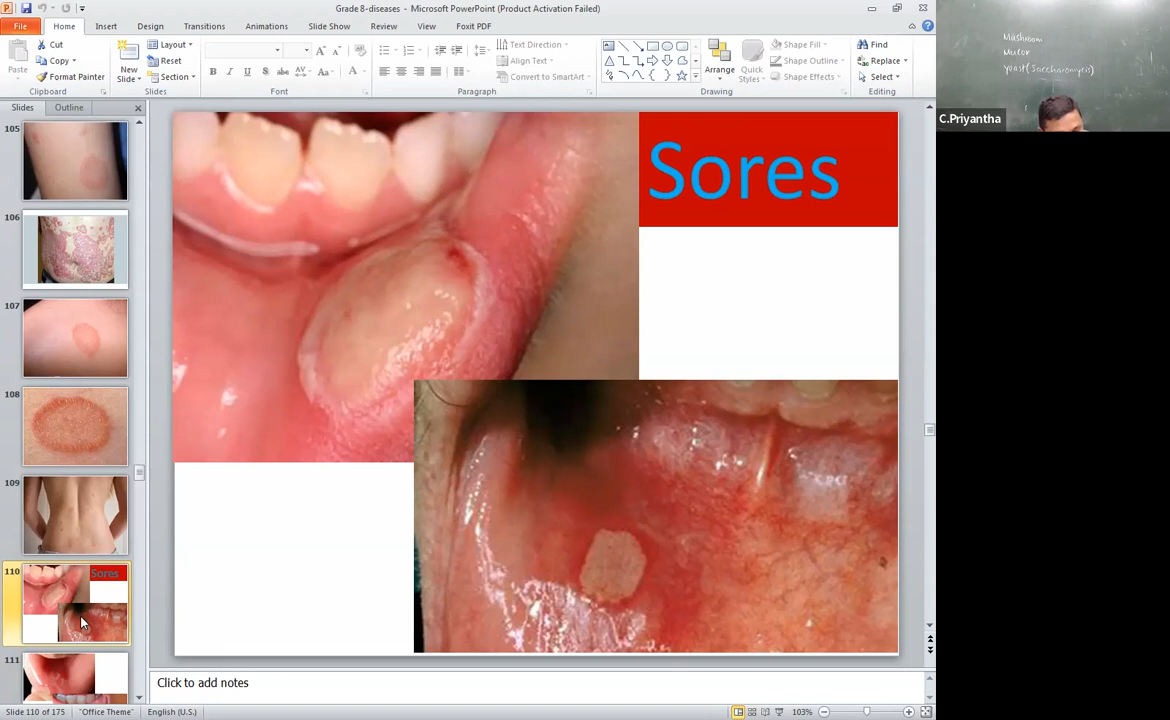 Grade 8-diseases - Microsoft PowerPoint (Product Activation Failed)
File Home Insert Design Transitions Animations Slide Show Review View Foxit PDF
Paste
Cut
Copy
Format Painter
Clipboard
New Slide
Layout
Reset
Section
Slides
B I U S abc AV Aa A
Font
Paragraph
Text Direction
Align Text
Convert to SmartArt
Arrange
Quick Styles
Shape Fill
Shape Outline
Shape Effects
Drawing
Find
Replace
Select
Editing
Slides Outline
105
106
107
108
109
110
Sores
111
Sores
Click to add notes
Slide 110 of 175 "Office Theme" English (U.S.) 103%
Mushroom
Mucor
C.Priyantha